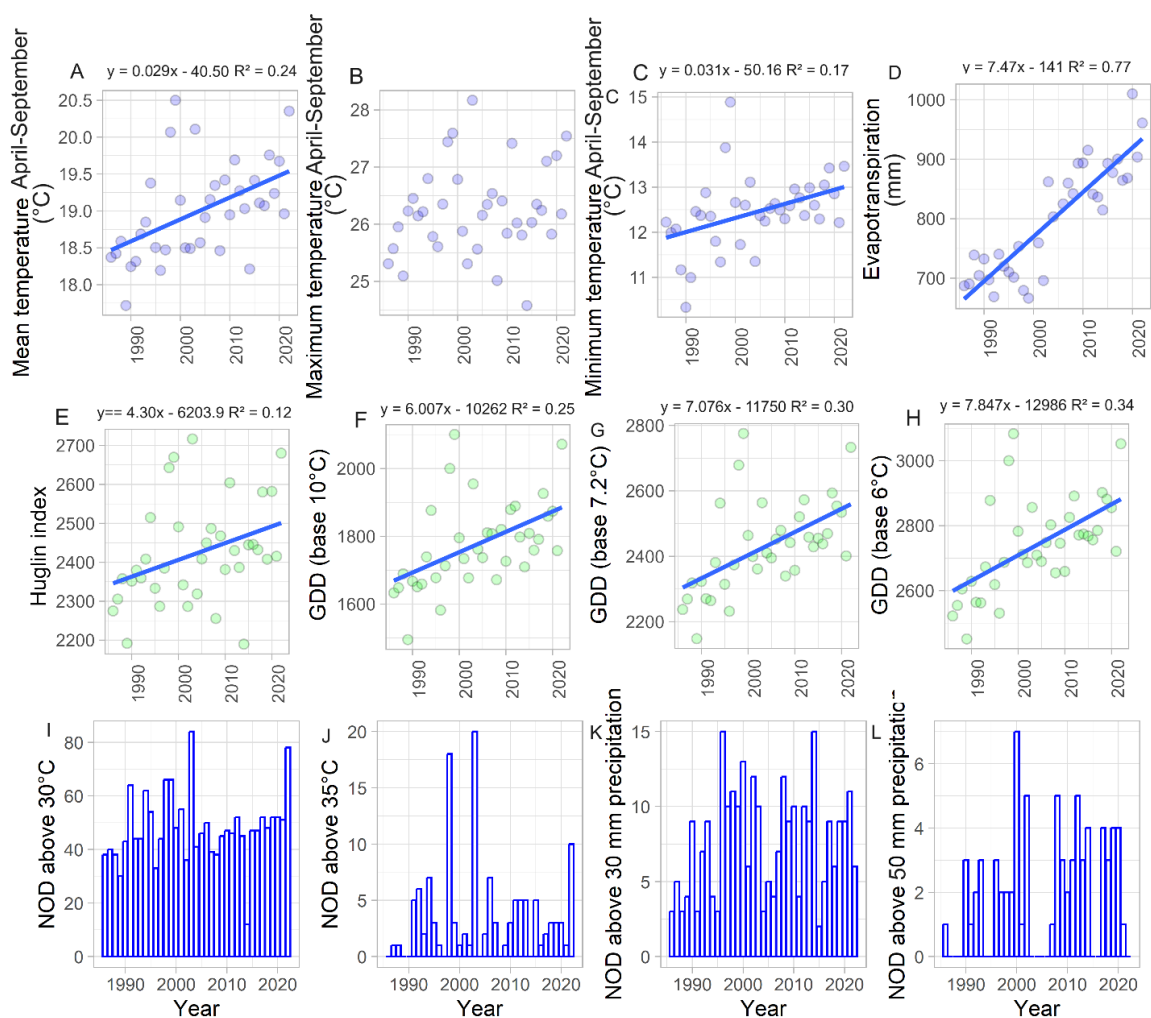 A
y = 0.029x - 40.50 R² = 0.24
Mean temperature April-September
(°C)
20.5
20.0
19.5
19.0
18.5
18.0
1990
2000
2010
2020
B
Maximum temperature April-September
(°C)
28
27
26
25
1990
2000
2010
2020
C
y = 0.031x - 50.16 R² = 0.17
C
Minimum temperature April-September
(°C)
15
14
13
12
11
1990
2000
2010
2020
D
y = 7.47x - 141 R² = 0.77
Evapotranspiration
(mm)
1000
900
800
700
1990
2000
2010
2020
E
y== 4.30x - 6203.9 R² = 0.12
Huglin index
2700
2600
2500
2400
2300
2200
1990
2000
2010
2020
F
y = 6.007x - 10262 R² = 0.25
GDD (base 10°C)
2000
1800
1600
1990
2000
2010
2020
G
y = 7.076x - 11750 R² = 0.30
GDD (base 7.2°C)
2800
2600
2400
2200
1990
2000
2010
2020
H
y = 7.847x - 12986 R² = 0.34
GDD (base 6°C)
3000
2800
2600
1990
2000
2010
2020
I
NOD above 30°C
80
60
40
20
0
1990 2000 2010 2020
Year
J
NOD above 35°C
20
15
10
5
0
1990 2000 2010 2020
Year
K
NOD above 30 mm precipitation
15
10
5
0
1990 2000 2010 2020
Year
L
NOD above 50 mm precipitatic
6
4
2
0
1990 2000 2010 2020
Year